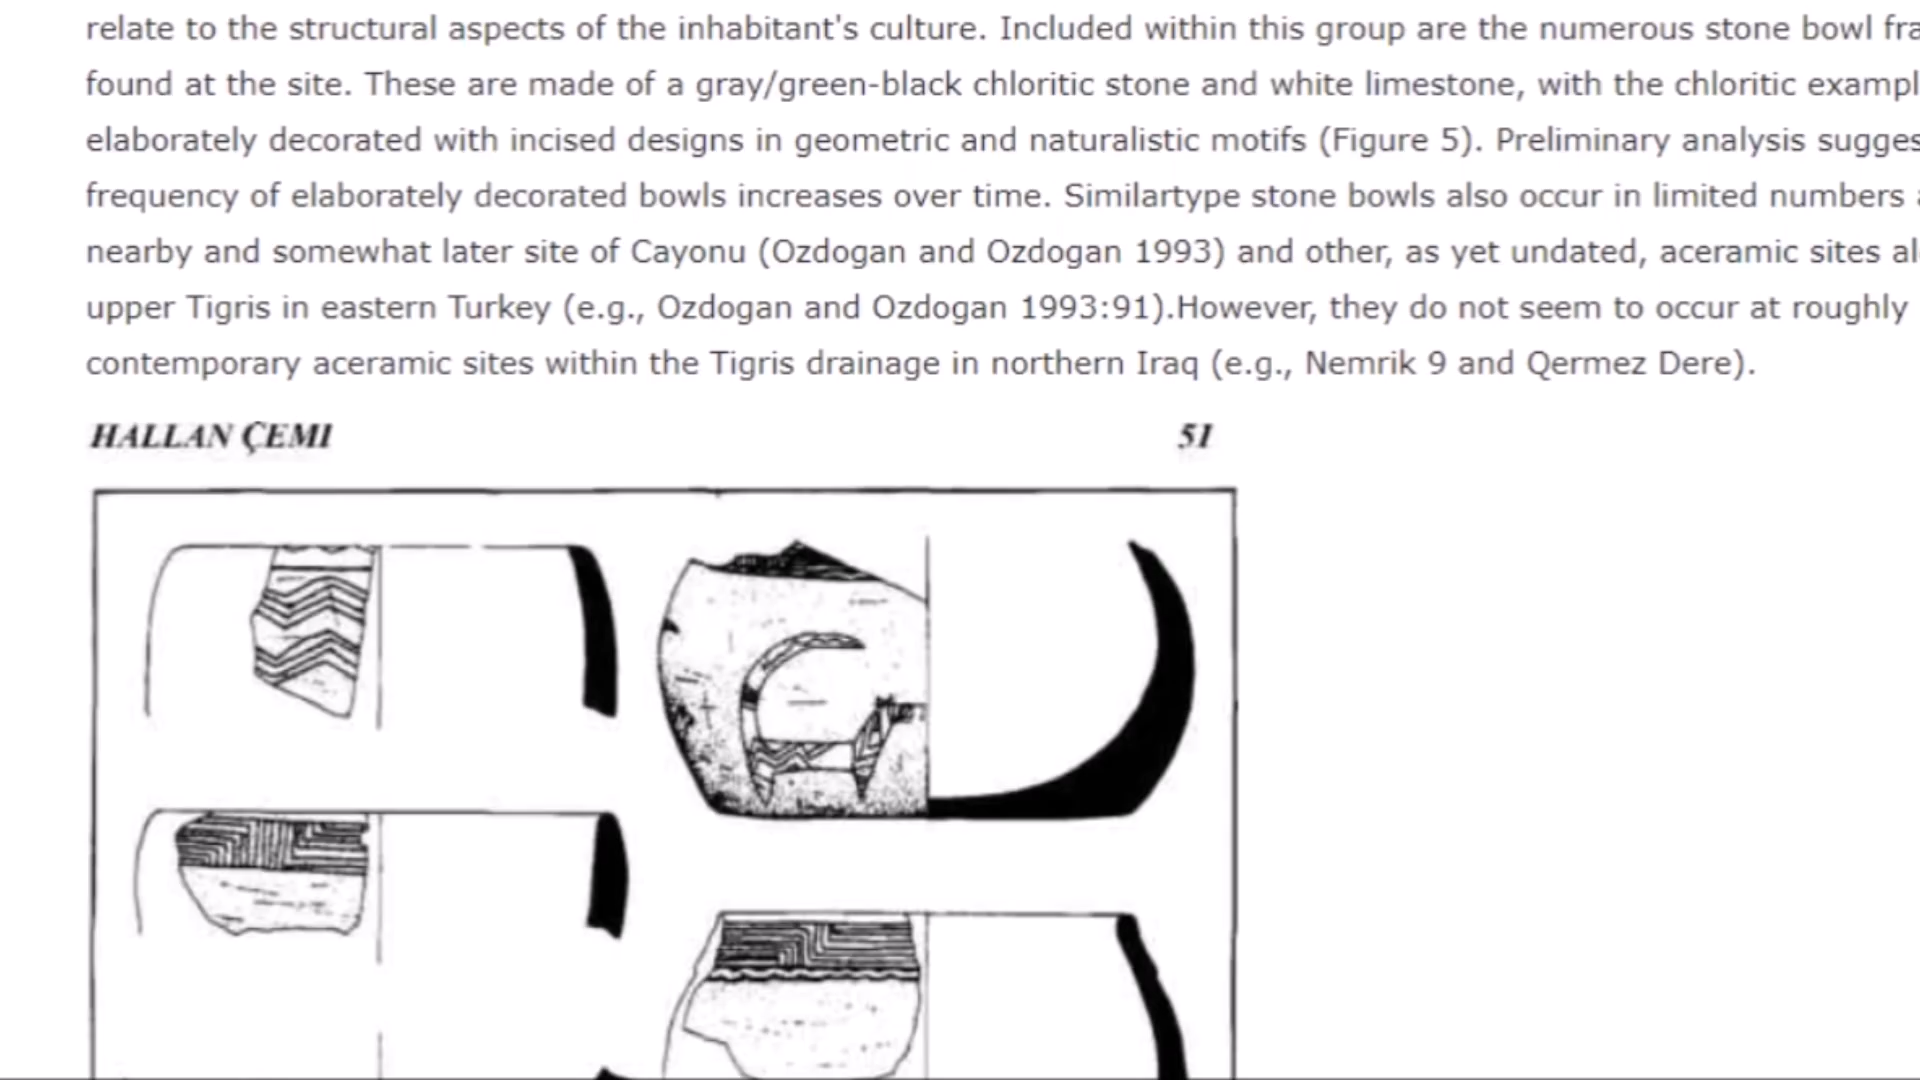 relate to the structural aspects of the inhabitant's culture. Included within this group are the numerous stone bowl
found at the site. These are made of a gray/green-black chloritic stone and white limestone, with the chloritic
elaborately decorated with incised designs in geometric and naturalistic motifs (Figure 5). Preliminary analysis
frequency of elaborately decorated bowls increases over time. Similartype stone bowls also occur in limited numbers
nearby and somewhat later site of Cayonu (Ozdogan and Ozdogan 1993) and other, as yet undated, aceramic sites
upper Tigris in eastern Turkey (e.g., Ozdogan and Ozdogan 1993:91).However, they do not seem to occur at roughly
contemporary aceramic sites within the Tigris drainage in northern Iraq (e.g., Nemrik 9 and Qermez Dere).
HALLAN ÇEMI 51